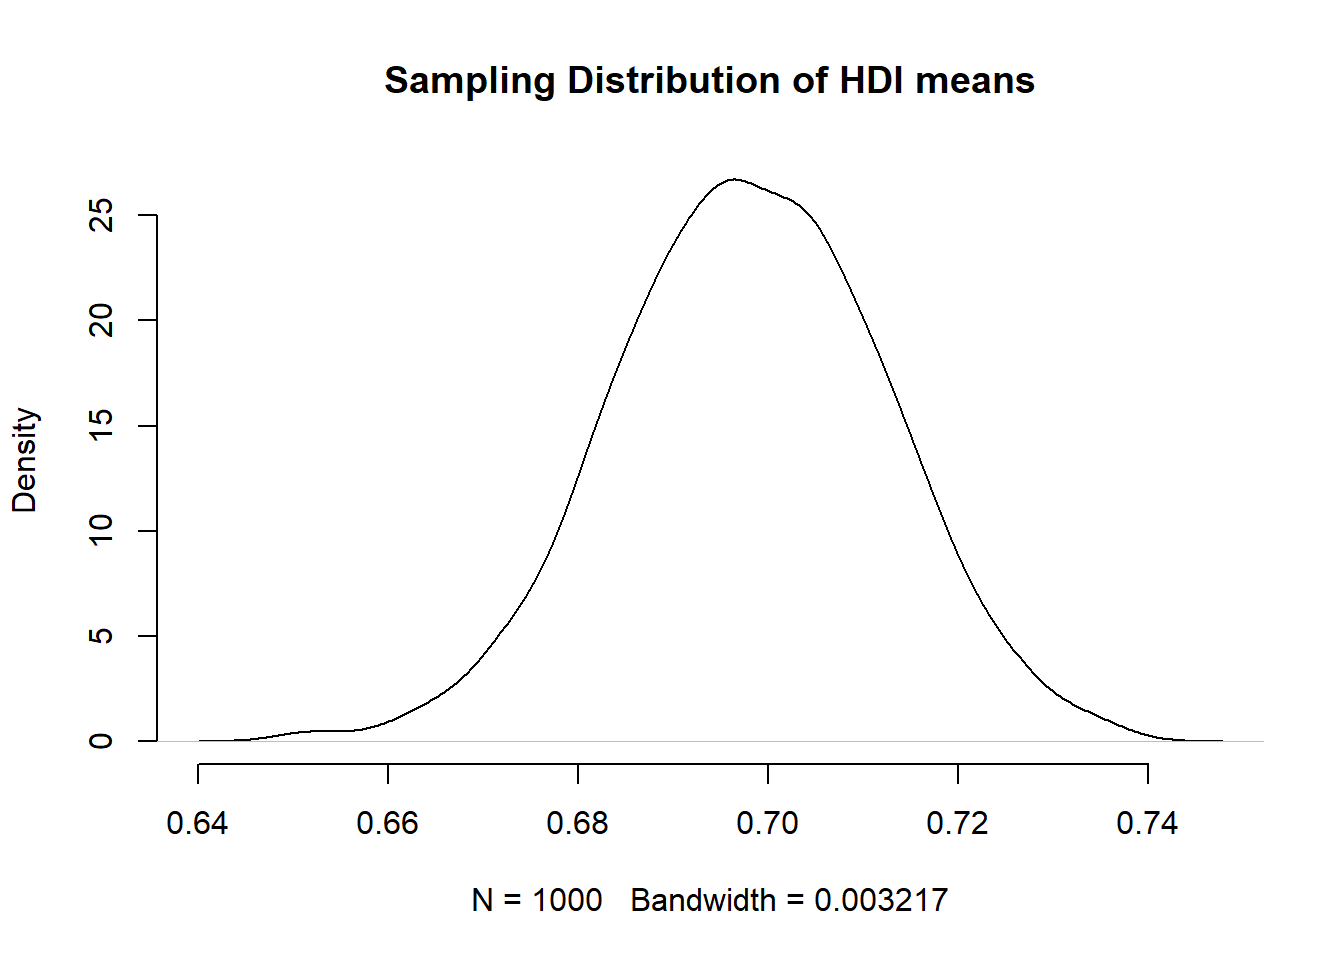 Sampling Distribution of HDI means
Density
25
20
15
10
5
0
0.64 0.66 0.68 0.70 0.72 0.74
N = 1000 Bandwidth = 0.003217